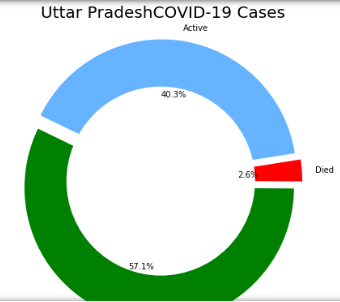 Uttar PradeshCOVID-19 Cases
Active
40.3%
2.6%
Died
57.1%